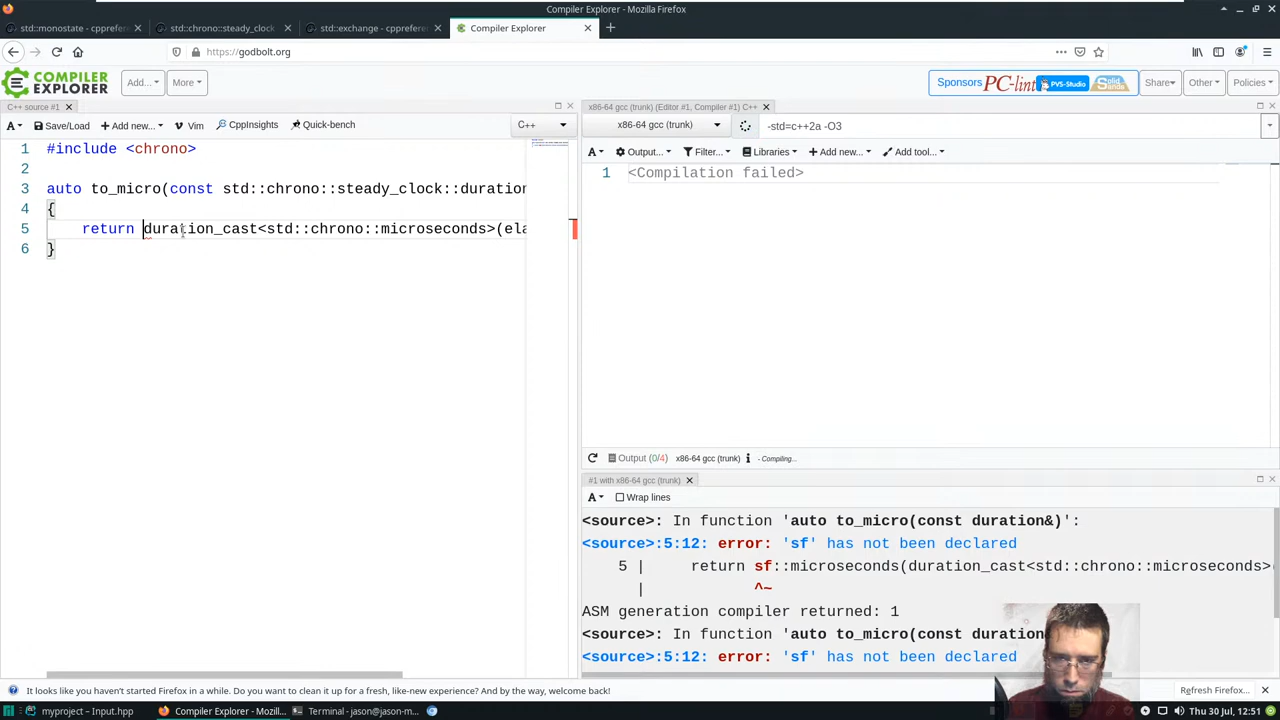 Compiler Explorer - Mozilla Firefox
std::monostate - cppreference
std::chrono::steady_clock
std::exchange - cpprefere
Compiler Explorer
https://godbolt.org
COMPILER EXPLORER
Add...
More
Sponsors
PC-lint
PVS-Studio
Solid Sands
Share
Other
Policies
C++ source #1
x86-64 gcc (trunk) (Editor #1, Compiler #1) C++
A
Save/Load
Add new...
Vim
CppInsights
Quick-bench
C++
x86-64 gcc (trunk)
-std=c++2a -O3
A
Output...
Filter...
Libraries
Add new...
Add tool...
1 #include <chrono>
2
3 auto to_micro(const std::chrono::steady_clock::duration
4 {
5 return duration_cast<std::chrono::microseconds>(ela
6 }
1 <Compilation failed>
Output (0/4) x86-64 gcc (trunk) i - Compiling...
#1 with x86-64 gcc (trunk)
A
Wrap lines
<source>: In function 'auto to_micro(const duration&)':
<source>:5:12: error: 'sf' has not been declared
5 | return sf::microseconds(duration_cast<std::chrono::microseconds>(
| ^~
ASM generation compiler returned: 1
<source>: In function 'auto to_micro(const duration
<source>:5:12: error: 'sf' has not been declared
It looks like you haven't started Firefox in a while. Do you want to clean it up for a fresh, like-new experience? And by the way, welcome back!
Refresh Firefox...
myproject – Input.hpp
Compiler Explorer - Mozill...
Terminal - jason@jason-m...
Thu 30 Jul, 12:51